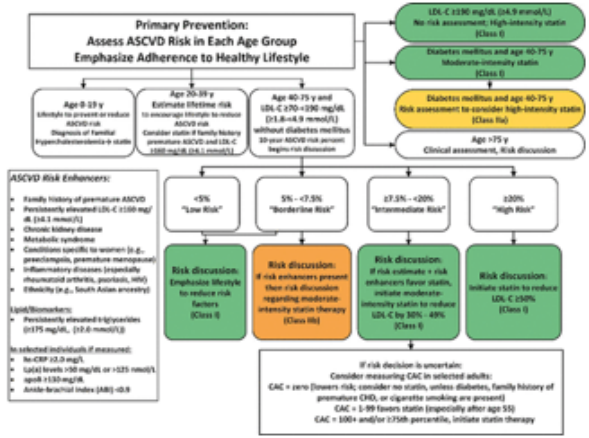 Primary Prevention:
Assess ASCVD Risk in Each Age Group
Emphasize Adherence to Healthy Lifestyle
LDL-C ≥190 mg/dL (≥4.9 mmol/L)
No risk assessment; High-intensity statin
(Class I)
Diabetes mellitus and age 40-75 y
Moderate-intensity statin
(Class I)
Diabetes mellitus and age 40-75 y
Risk assessment to consider high-intensity statin
(Class IIa)
Age >75 y
Clinical assessment, Risk discussion
Age 0-19 y
Lifestyle to prevent or reduce
ASCVD risk
Diagnosis of Familial
Hypercholesterolemia→ statin
Age 20-39 y
Estimate lifetime risk
to encourage lifestyle to reduce
ASCVD risk
Consider statin if family history
premature ASCVD and LDL-C
≥160 mg/dL (≥4.1 mmol/L)
Age 40-75 y and
LDL-C ≥70-<190 mg/dL
(≥1.8-<4.9 mmol/L)
without diabetes mellitus
10-year ASCVD risk percent
begins risk discussion
<5%
"Low Risk"
5% - <7.5%
"Borderline Risk"
≥7.5% - <20%
"Intermediate Risk"
≥20%
"High Risk"
Risk discussion:
Emphasize lifestyle
to reduce risk
factors
(Class I)
Risk discussion:
If risk enhancers present
then risk discussion
regarding moderate-
intensity statin therapy
(Class IIb)
Risk discussion:
If risk estimate + risk
enhancers favor statin,
initiate moderate-
intensity statin to reduce
LDL-C by 30% - 49%
(Class I)
Risk discussion:
Initiate statin to reduce
LDL-C ≥50%
(Class I)
ASCVD Risk Enhancers:
• Family history of premature ASCVD
• Persistently elevated LDL-C ≥160 mg/
dL (≥4.1 mmol/L)
• Chronic kidney disease
• Metabolic syndrome
• Conditions specific to women (e.g.,
preeclampsia, premature menopause)
• Inflammatory diseases (especially
rheumatoid arthritis, psoriasis, HIV)
• Ethnicity (e.g., South Asian ancestry)
Lipid/Biomarkers:
• Persistently elevated triglycerides
(≥175 mg/dL, (≥2.0 mmol/L))
In selected individuals if measured:
• hs-CRP ≥2.0 mg/L
• Lp(a) levels >50 mg/dL or >125 nmol/L
• apoB ≥130 mg/dL
• Ankle-brachial index (ABI) <0.9
If risk decision is uncertain:
Consider measuring CAC in selected adults:
CAC = zero (lowers risk; consider no statin, unless diabetes, family history of
premature CHD, or cigarette smoking are present)
CAC = 1-99 favors statin (especially after age 55)
CAC = 100+ and/or ≥75th percentile, initiate statin therapy